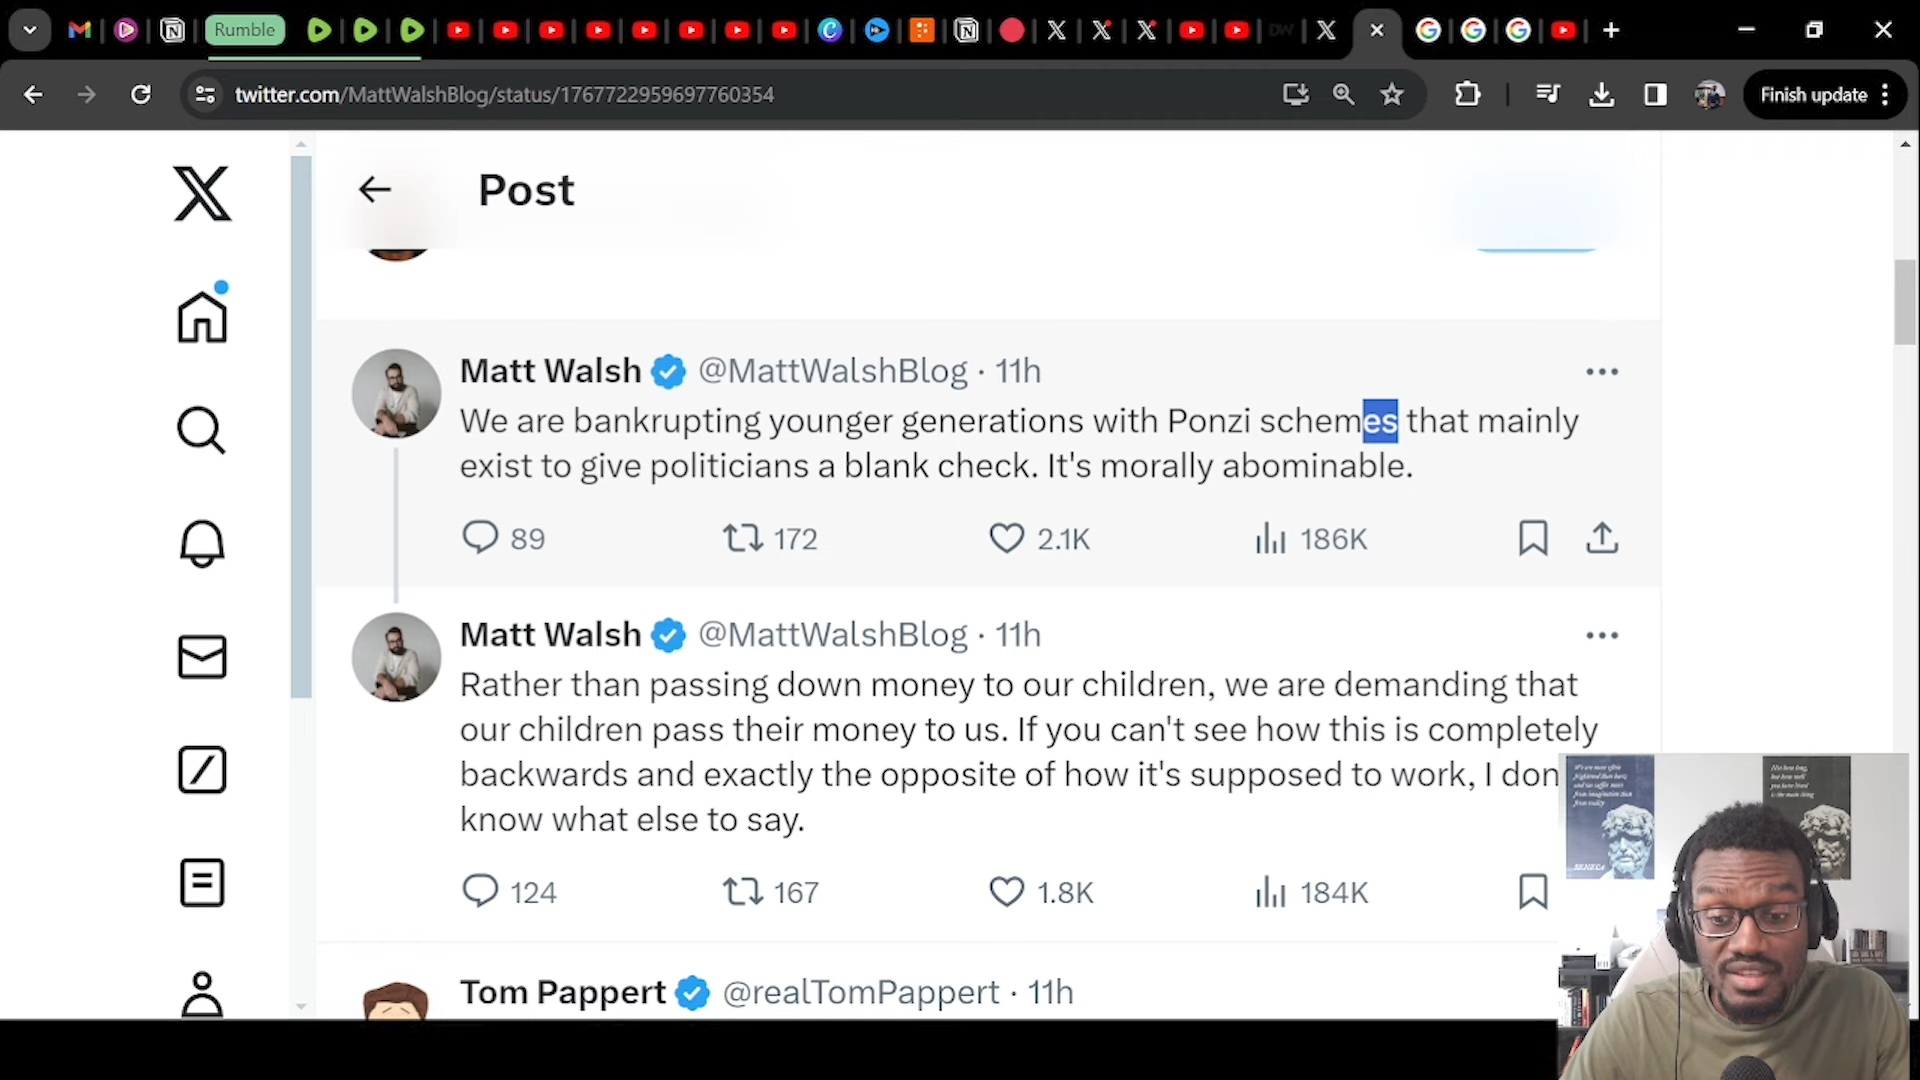 Rumble
twitter.com/MattWalshBlog/status/1767722959697760354
Finish update
Post
Matt Walsh @MattWalshBlog · 11h
We are bankrupting younger generations with Ponzi schemes that mainly
exist to give politicians a blank check. It's morally abominable.
89 172 2.1K 186K
Matt Walsh @MattWalshBlog · 11h
Rather than passing down money to our children, we are demanding that
our children pass their money to us. If you can't see how this is completely
backwards and exactly the opposite of how it's supposed to work, I don
know what else to say.
124 167 1.8K 184K
SENECA
Tom Pappert @realTomPappert · 11h